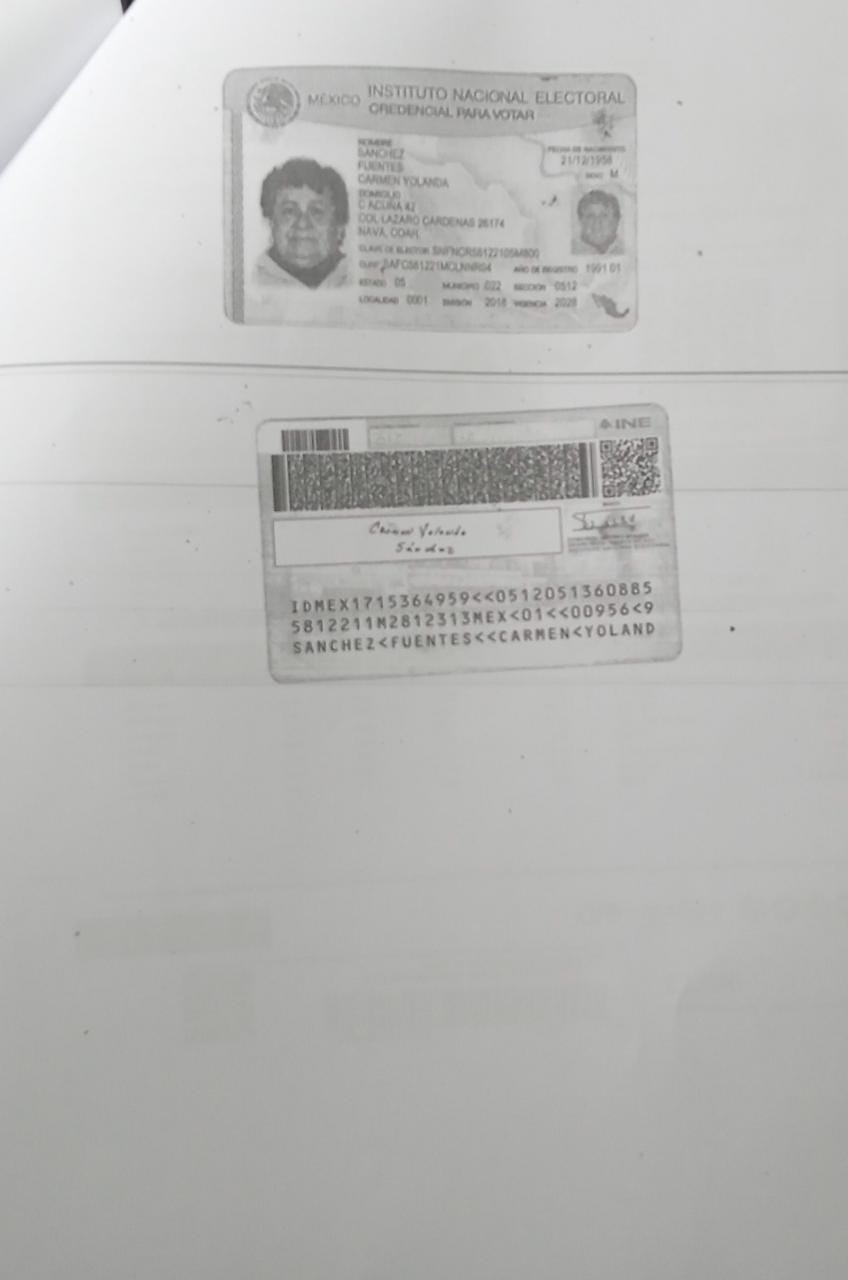 MÉXICO INSTITUTO NACIONAL ELECTORAL
CREDENCIAL PARA VOTAR
NOMBRE
SANCHEZ
FUENTES
CARMEN YOLANDA
FECHA DE NACIMIENTO
21/12/1958
SEXO M
DOMICILIO
C ACUÑA 42
COL LAZARO CARDENAS 26174
NAVA, COAH.
CLAVE DE ELECTOR SNFNCR58122105M800
CURP SAFC581221MCLNNR04 AÑO DE REGISTRO 1991 01
ESTADO 05 MUNICIPIO 022 SECCIÓN 0512
LOCALIDAD 0001 EMISIÓN 2018 VIGENCIA 2028
INE
Carmen Yolanda
Sánchez
IDMEX1715364959<<0512051360885
5812211M2812313MEX<01<<00956<9
SANCHEZ<FUENTES<<CARMEN<YOLAND